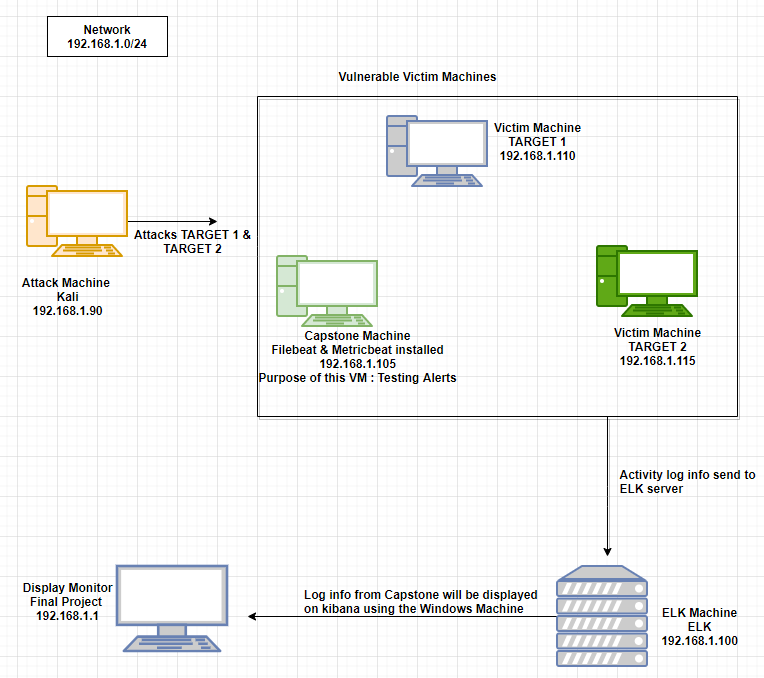 Network
192.168.1.0/24
Vulnerable Victim Machines
Victim Machine
TARGET 1
192.168.1.110
Attacks TARGET 1 &
TARGET 2
Attack Machine
Kali
192.168.1.90
Capstone Machine
Filebeat & Metricbeat installed
192.168.1.105
Purpose of this VM : Testing Alerts
Victim Machine
TARGET 2
192.168.1.115
Activity log info send to
ELK server
Display Monitor
Final Project
192.168.1.1
Log info from Capstone will be displayed
on kibana using the Windows Machine
ELK Machine
ELK
192.168.1.100